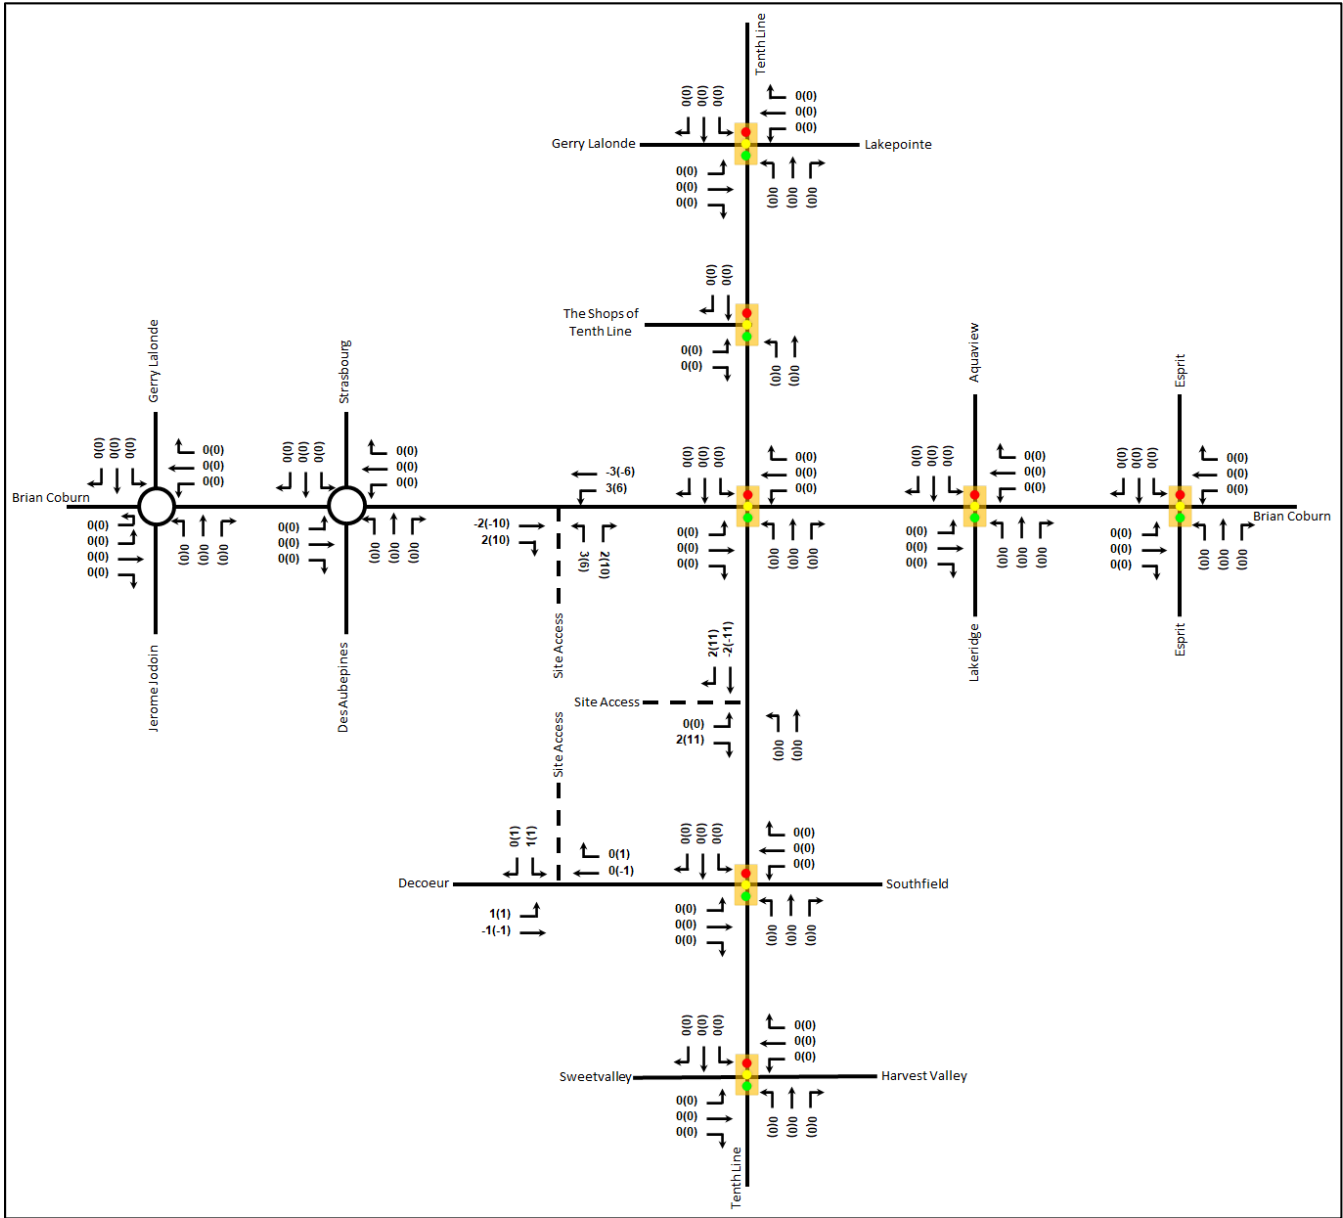 Tenth Line
0(0) 0(0) 0(0)
0(0)
0(0)
0(0)
Gerry Lalonde
Lakepointe
0(0)
0(0)
0(0)
0(0) 0(0) 0(0)
0(0) 0(0)
The Shops of
Tenth Line
0(0)
0(0)
0(0) 0(0)
Gerry Lalonde
Strasbourg
Aquaview
Esprit
0(0) 0(0) 0(0)
0(0)
0(0)
0(0)
0(0) 0(0) 0(0)
0(0)
0(0)
0(0)
-3(-6)
3(6)
0(0) 0(0) 0(0)
0(0)
0(0)
0(0)
0(0) 0(0) 0(0)
0(0)
0(0)
0(0)
0(0) 0(0) 0(0)
0(0)
0(0)
0(0)
Brian Coburn
Brian Coburn
0(0)
0(0)
0(0)
0(0)
0(0) 0(0) 0(0)
0(0)
0(0)
0(0)
0(0) 0(0) 0(0)
-2(-10)
2(10)
3(6) 2(10)
0(0)
0(0)
0(0)
0(0) 0(0) 0(0)
0(0)
0(0)
0(0)
0(0) 0(0) 0(0)
0(0)
0(0)
0(0)
0(0) 0(0) 0(0)
Jerome Jodoin
Des Aubepines
Site Access
Lakeridge
Esprit
2(11) -2(-11)
Site Access
0(0)
2(11)
0(0) 0(0)
Site Access
0(1) 1(1)
0(1)
0(-1)
0(0) 0(0) 0(0)
0(0)
0(0)
0(0)
Decoeur
Southfield
1(1)
-1(-1)
0(0)
0(0)
0(0)
0(0) 0(0) 0(0)
0(0) 0(0) 0(0)
0(0)
0(0)
0(0)
Sweetvalley
Harvest Valley
0(0)
0(0)
0(0)
0(0) 0(0) 0(0)
Tenth Line